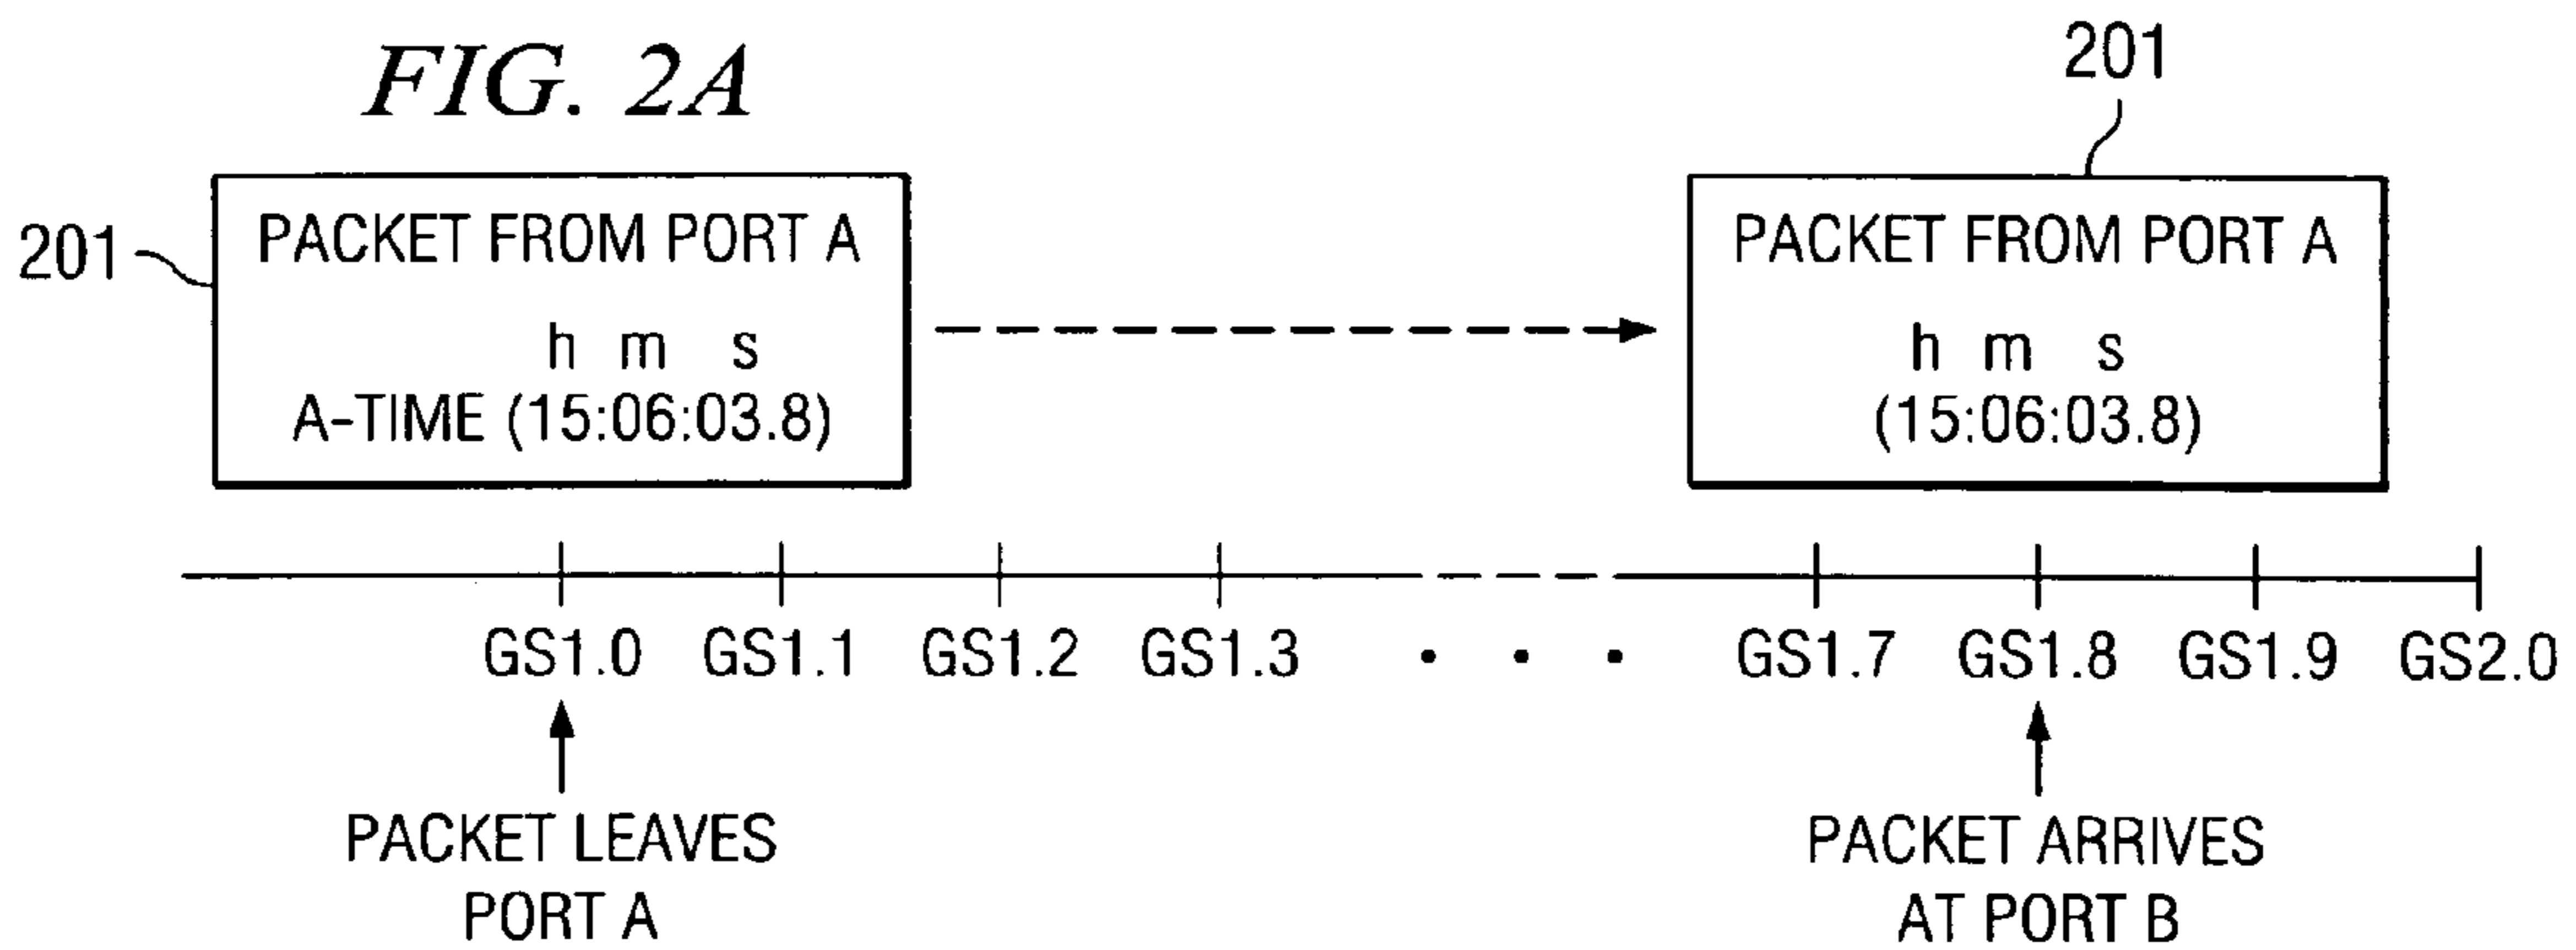 FIG. 2A
201
PACKET FROM PORT A
h m s
A-TIME (15:06:03.8)
201
PACKET FROM PORT A
h m s
(15:06:03.8)
GS1.0 GS1.1 GS1.2 GS1.3 . . . GS1.7 GS1.8 GS1.9 GS2.0
PACKET LEAVES
PORT A
PACKET ARRIVES
AT PORT B